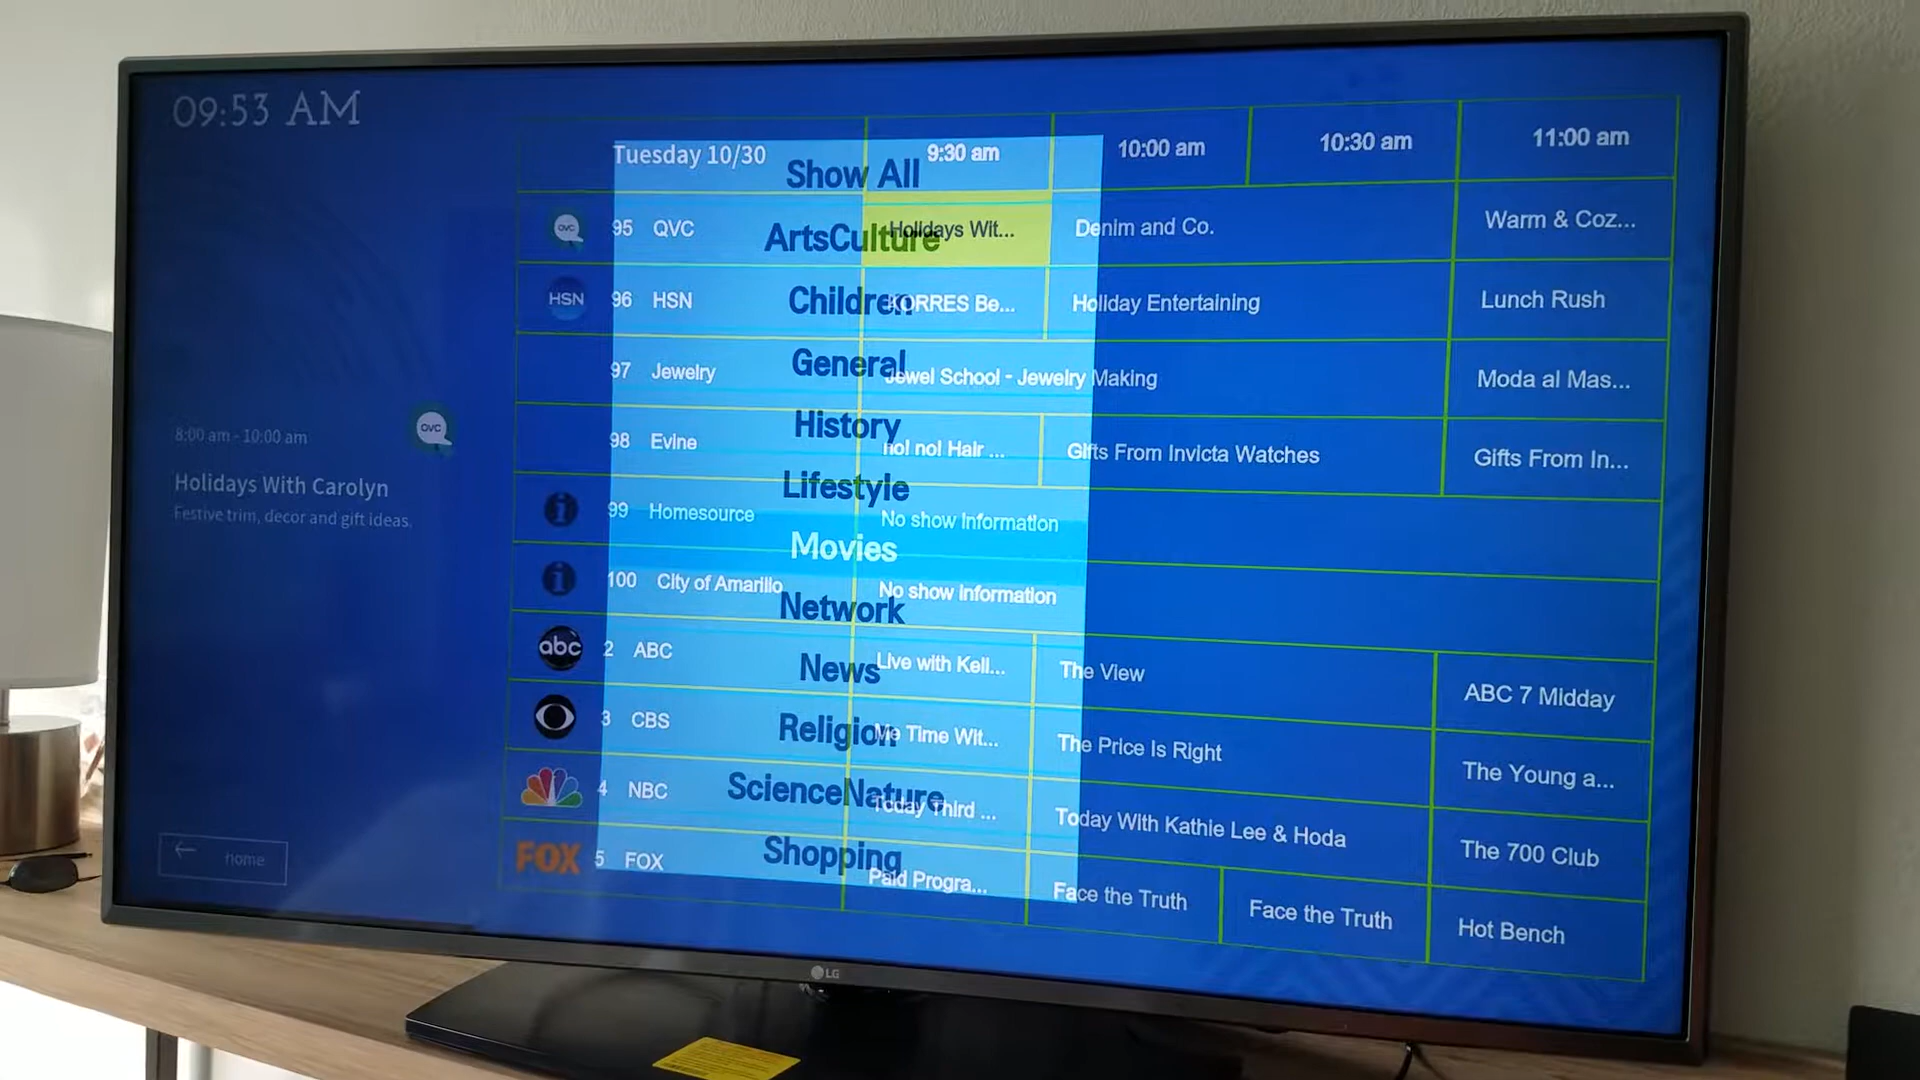 09:53 AM
Tuesday 10/30 9:30 am 10:00 am 10:30 am 11:00 am
Show All
QVC 95 QVC Holidays Wit... Denim and Co. Warm & Coz...
ArtsCulture
HSN 96 HSN KORRES Be... Holiday Entertaining Lunch Rush
Children
97 Jewelry Jewel School - Jewelry Making Moda al Mas...
General
98 Evine no! no! Hair ... Gifts From Invicta Watches Gifts From In...
History
Lifestyle
99 Homesource No show Information
Movies
100 City of Amarillo No show Information
Network
abc 2 ABC Live with Kell... The View ABC 7 Midday
News
3 CBS Me Time Wit... The Price Is Right The Young a...
Religion
4 NBC Today Third ... Today With Kathie Lee & Hoda The 700 Club
ScienceNature
FOX 5 FOX Paid Progra... Face the Truth Face the Truth Hot Bench
Shopping
8:00 am - 10:00 am
QVC
Holidays With Carolyn
Festive trim, decor and gift ideas.
home
LG